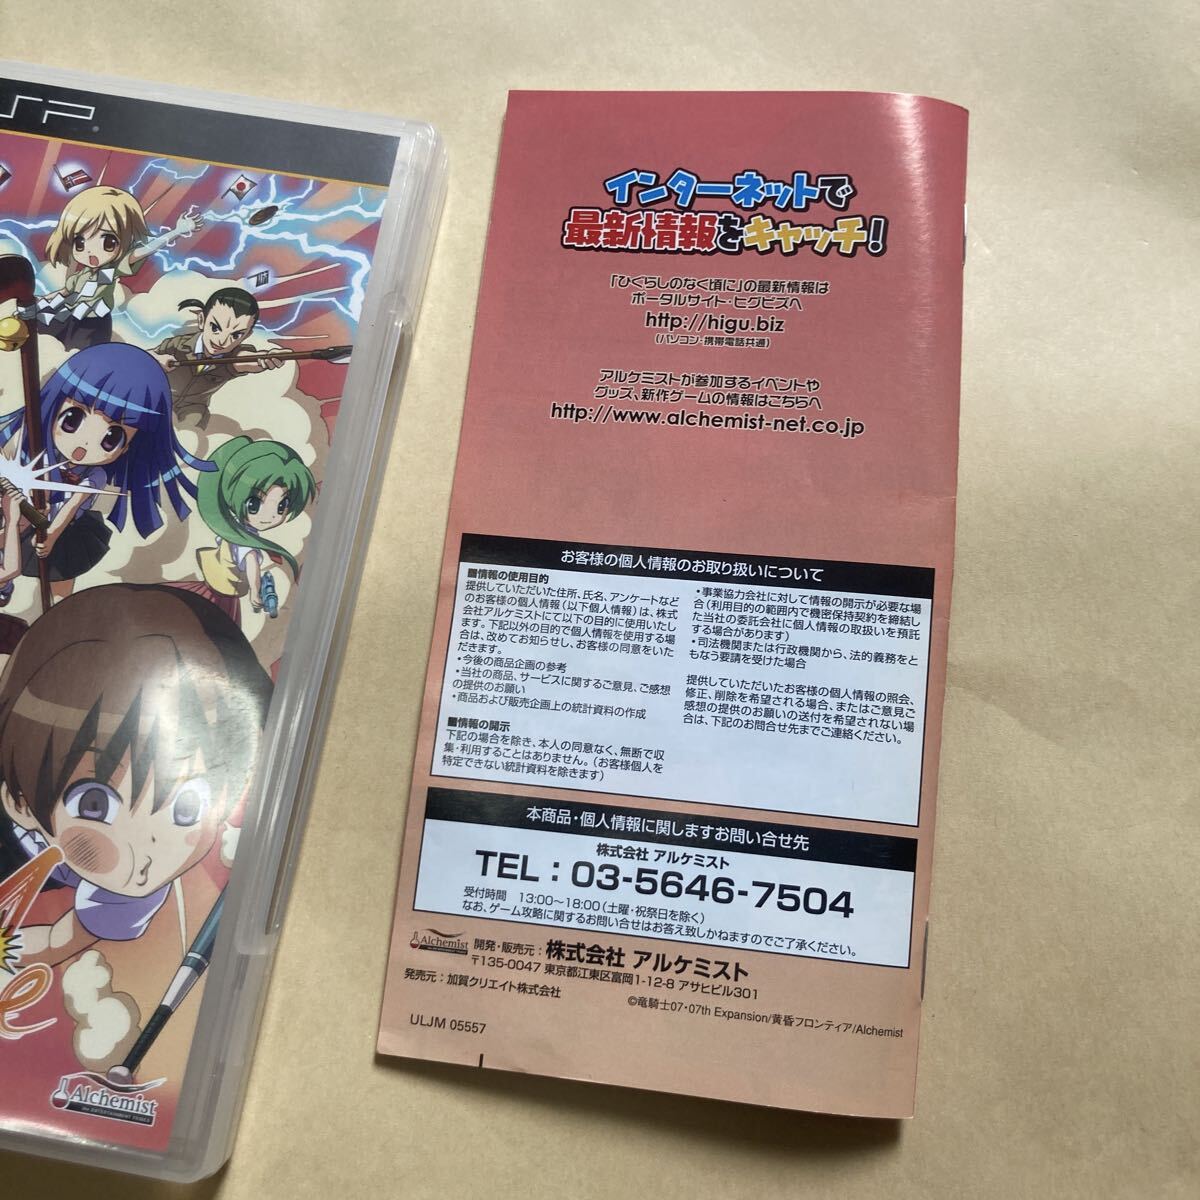 PSP
Alchemist
インターネットで
最新情報をキャッチ!
「ひぐらしのなく頃に」の最新情報は
ポータルサイト・ヒグビズへ
http://higu.biz
(パソコン・携帯電話共通)
アルケミストが参加するイベントや
グッズ、新作ゲームの情報はこちらへ
http://www.alchemist-net.co.jp
お客様の個人情報のお取り扱いについて
■情報の使用目的
提供していただいた住所、氏名、アンケートなど
のお客様の個人情報(以下個人情報)は、株式
会社アルケミストにて以下の目的に使用いたし
ます。下記以外の目的で個人情報を使用する場
合は、改めてお知らせし、お客様の同意をいた
だきます。
・今後の商品企画の参考
・当社の商品、サービスに関するご意見、ご感想
の提供のお願い
・商品および販売企画上の統計資料の作成
■情報の開示
下記の場合を除き、本人の同意なく、無断で収
集・利用することはありません。(お客様個人を
特定できない統計資料を除きます)
・事業協力会社に対して情報の開示が必要な場
合(利用目的の範囲内で機密保持契約を締結し
た当社の委託会社に個人情報の取扱いを預託
する場合があります)
・司法機関または行政機関から、法的義務をと
もなう要請を受けた場合
提供していただいたお客様の個人情報の照会、
修正、削除を希望される場合、またはご意見ご
感想の提供のお願いの送付を希望されない場
合は、下記のお問合せ先までご連絡ください。
本商品・個人情報に関しますお問い合せ先
株式会社 アルケミスト
TEL：03-5646-7504
受付時間 13:00～18:00(土曜・祝祭日を除く)
なお、ゲーム攻略に関するお問い合せはお答え致しかねますのでご了承ください。
Alchemist
開発・販売元：株式会社 アルケミスト
〒135-0047 東京都江東区富岡1-12-8 アサヒビル301
発売元：加賀クリエイト株式会社
©竜騎士07・07th Expansion/黄昏フロンティア/Alchemist
ULJM 05557